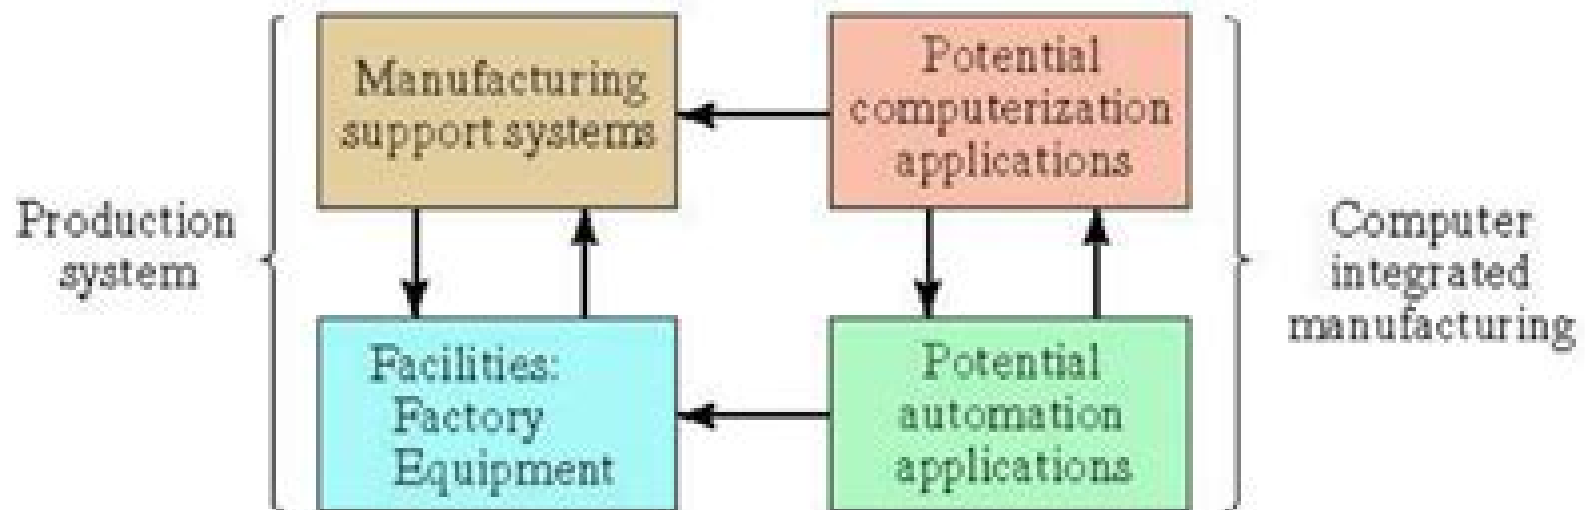 Production
system
Manufacturing
support systems
Potential
computerization
applications
Facilities:
Factory
Equipment
Potential
automation
applications
Computer
integrated
manufacturing